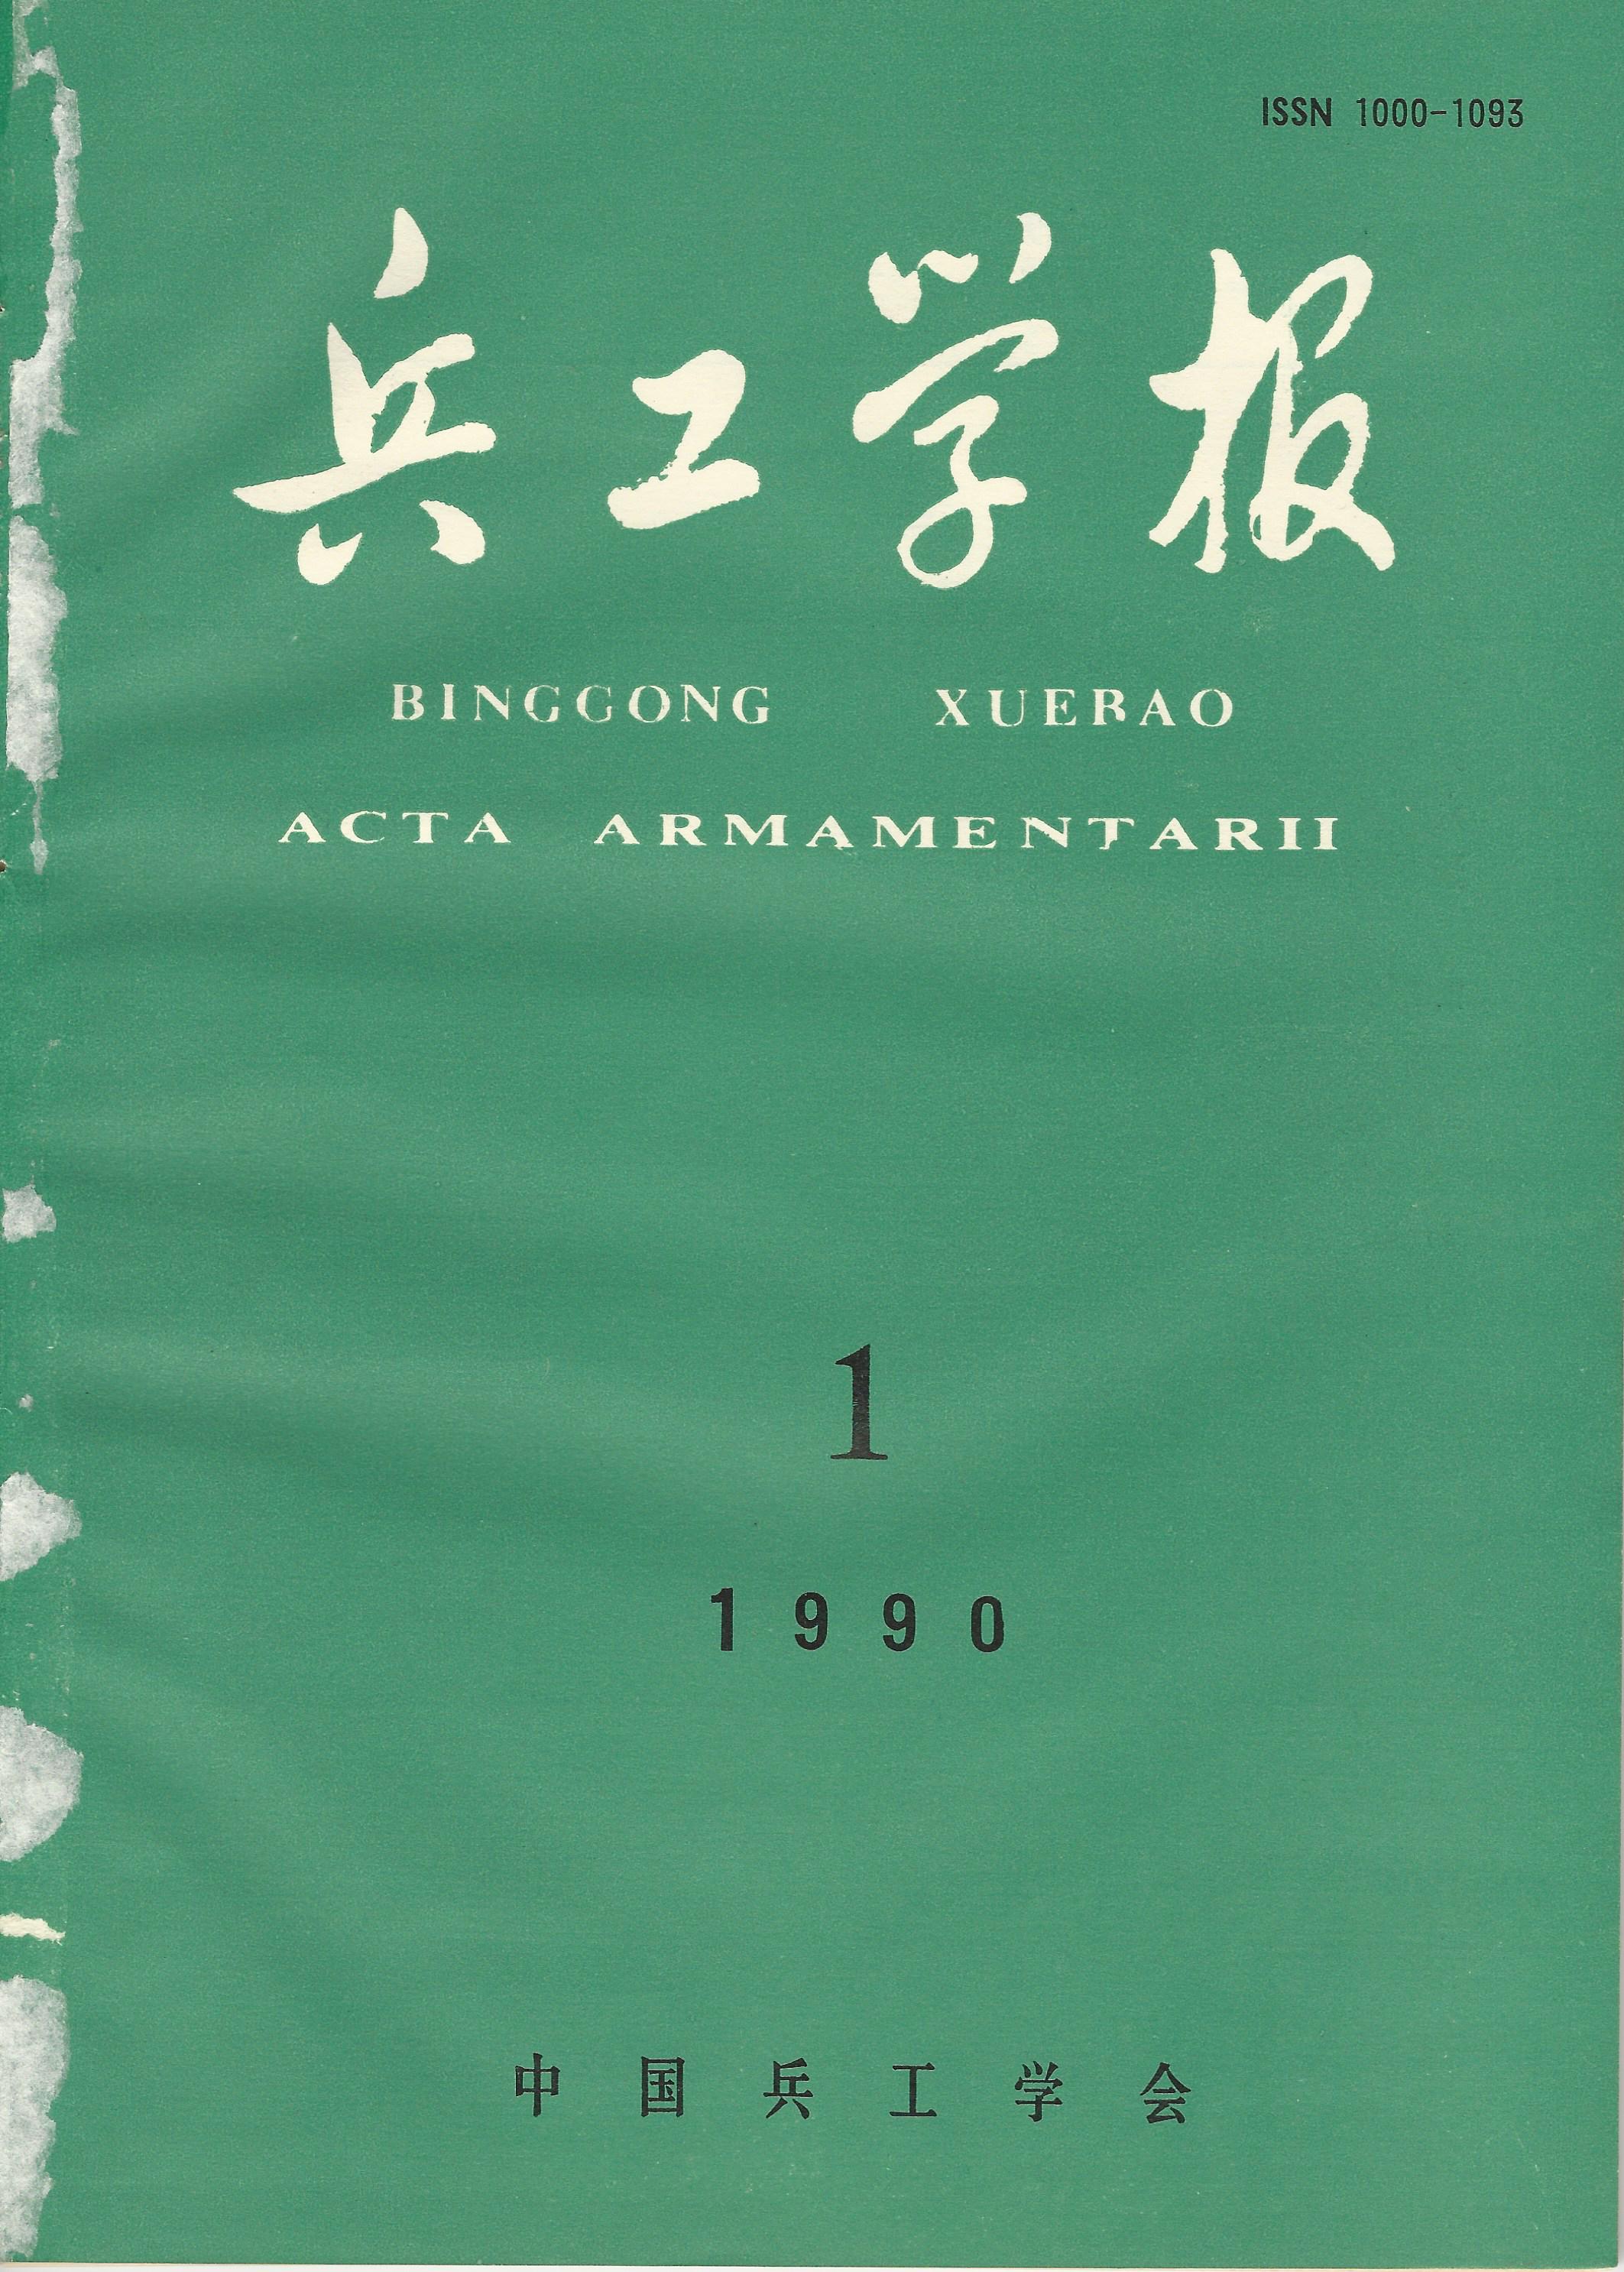 ISSN 1000-1093
兵工学报
BINGGONG XUEBAO
ACTA ARMAMENTARII
1
1990
中国兵工学会